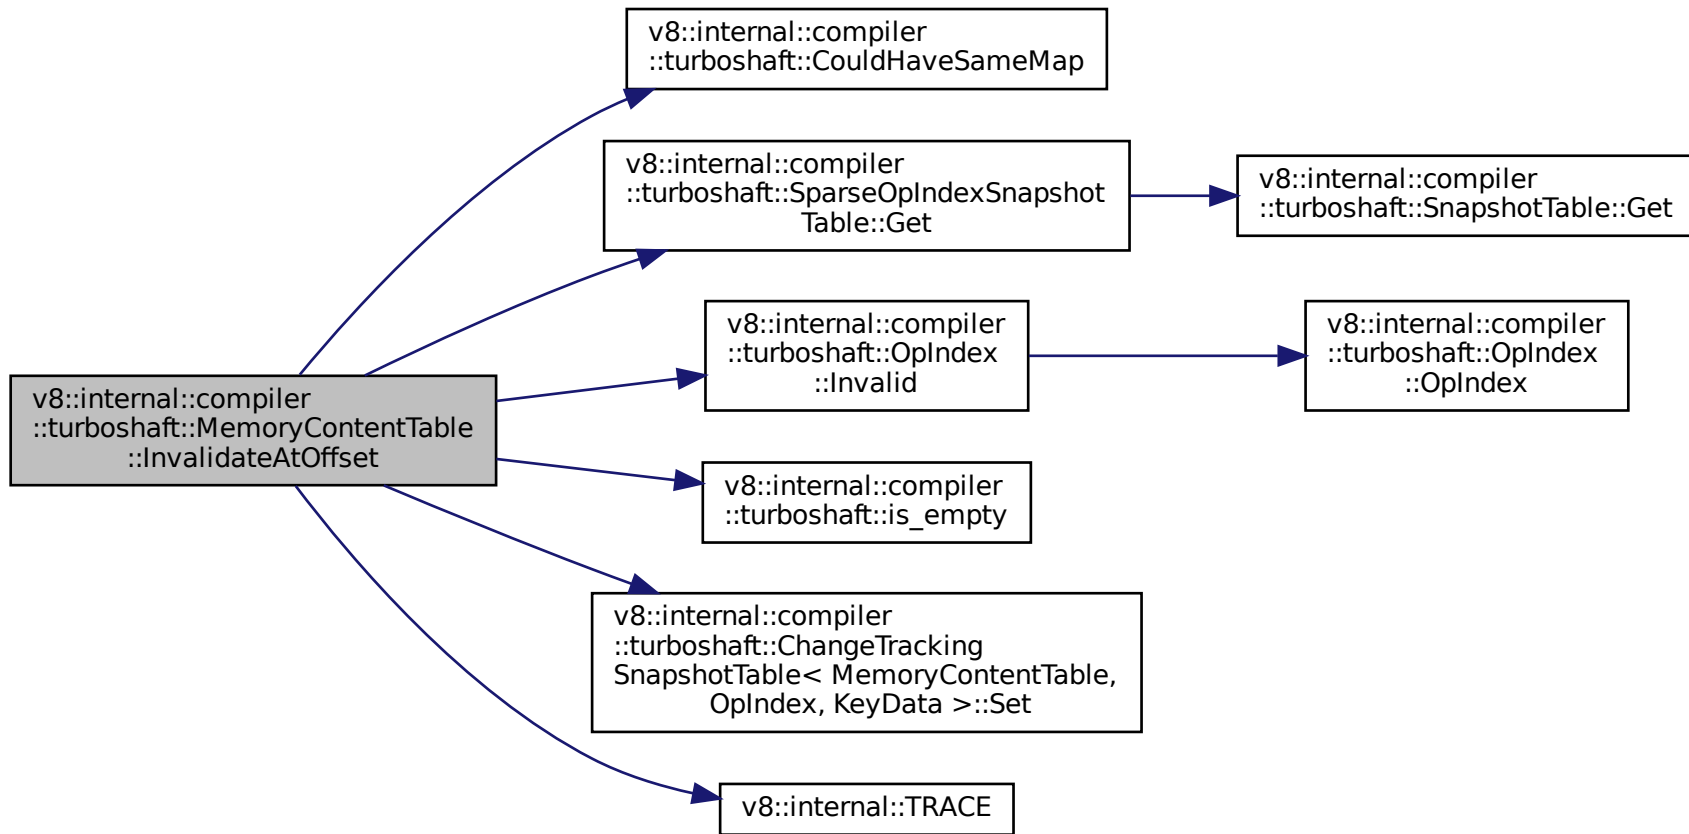 v8::internal::compiler
::turboshaft::CouldHaveSameMap
v8::internal::compiler
::turboshaft::SparseOpIndexSnapshot
Table::Get
v8::internal::compiler
::turboshaft::SnapshotTable::Get
v8::internal::compiler
::turboshaft::OpIndex
::Invalid
v8::internal::compiler
::turboshaft::OpIndex
::OpIndex
v8::internal::compiler
::turboshaft::MemoryContentTable
::InvalidateAtOffset
v8::internal::compiler
::turboshaft::is_empty
v8::internal::compiler
::turboshaft::ChangeTracking
SnapshotTable< MemoryContentTable,
OpIndex, KeyData >::Set
v8::internal::TRACE